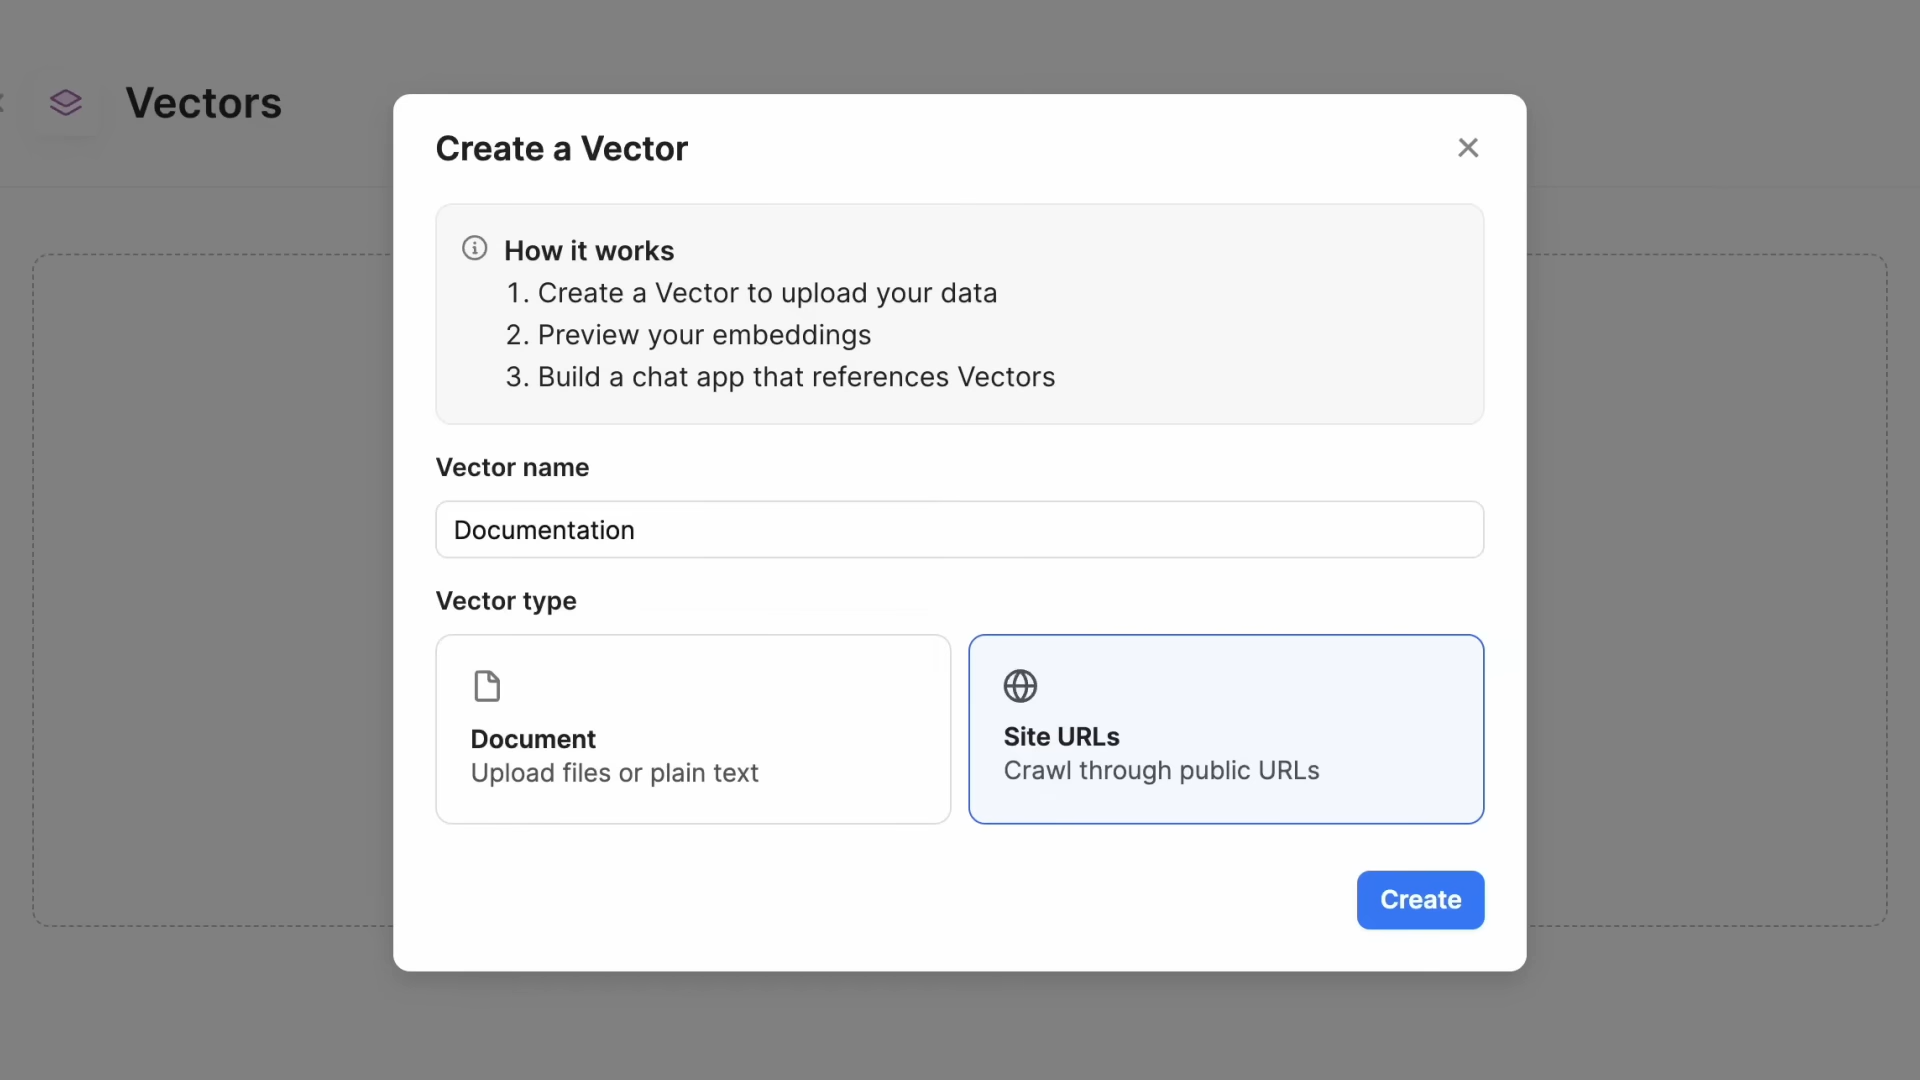 Vectors
Create a Vector
How it works
1. Create a Vector to upload your data
2. Preview your embeddings
3. Build a chat app that references Vectors
Vector name
Documentation
Vector type
Document
Upload files or plain text
Site URLs
Crawl through public URLs
Create